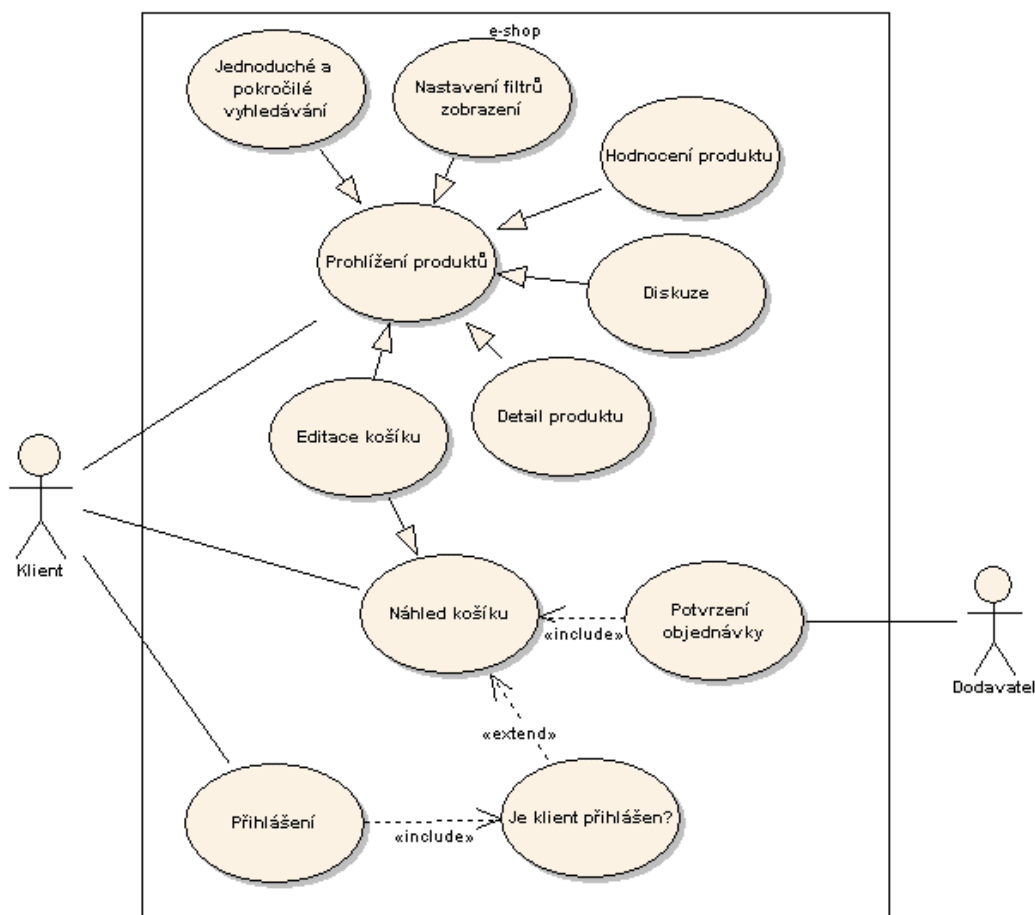 e-shop
Jednoduché a
pokročilé
vyhledávání
Nastavení filtrů
zobrazení
Hodnocení produktu
Prohlížení produktů
Diskuze
Detail produktu
Editace košíku
Klient
Náhled košíku
Potvrzení
objednávky
«include»
Dodavatel
«extend»
Přihlášení
«include»
Je klient přihlášen?